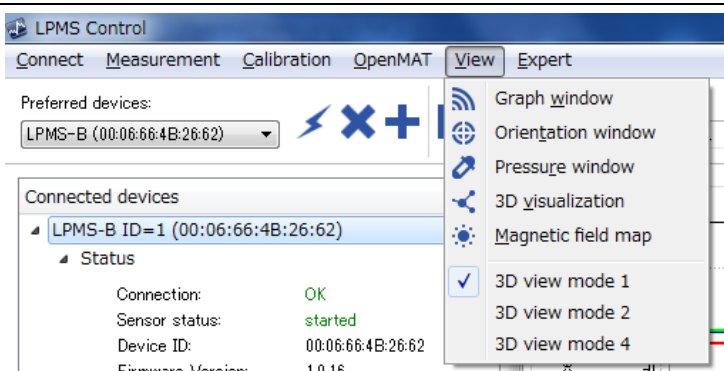 LPMS Control
Connect Measurement Calibration OpenMAT View Expert
Preferred devices:
LPMS-B (00:06:66:4B:26:62)
Graph window
Orientation window
Pressure window
3D visualization
Magnetic field map
3D view mode 1
3D view mode 2
3D view mode 4
Connected devices
LPMS-B ID=1 (00:06:66:4B:26:62)
Status
Connection: OK
Sensor status: started
Device ID: 00:06:66:4B:26:62